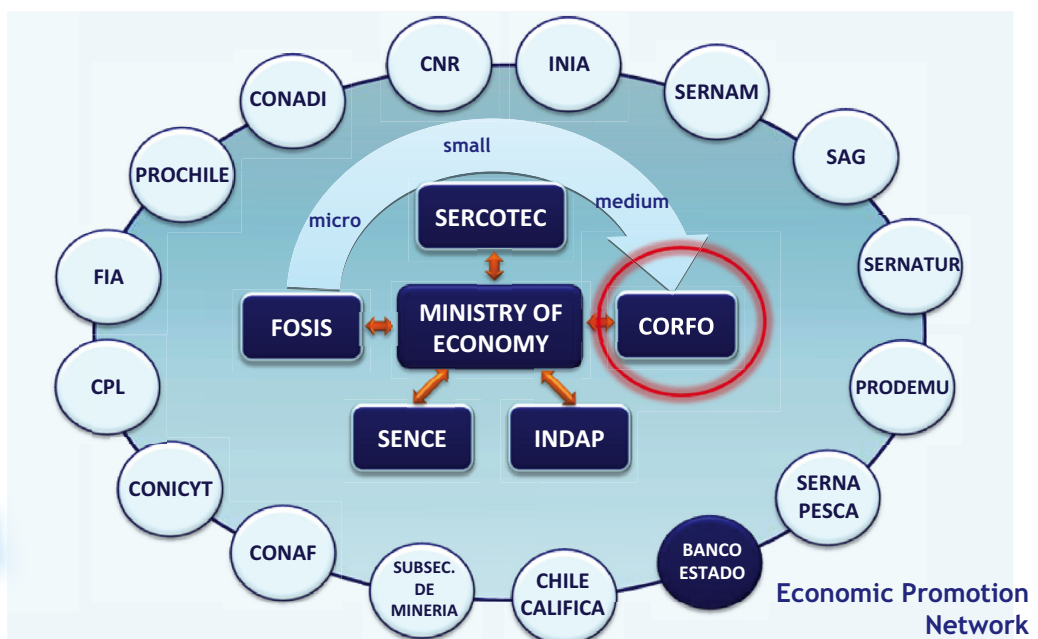 CNR
INIA
CONADI
SERNAM
small
SAG
PROCHILE
micro
medium
SERCOTEC
FIA
SERNATUR
FOSIS
MINISTRY OF
ECONOMY
CORFO
CPL
PRODEMU
SENCE
INDAP
CONICYT
SERNA
PESCA
CONAF
BANCO
ESTADO
SUBSEC.
DE
MINERIA
CHILE
CALIFICA
Economic Promotion
Network